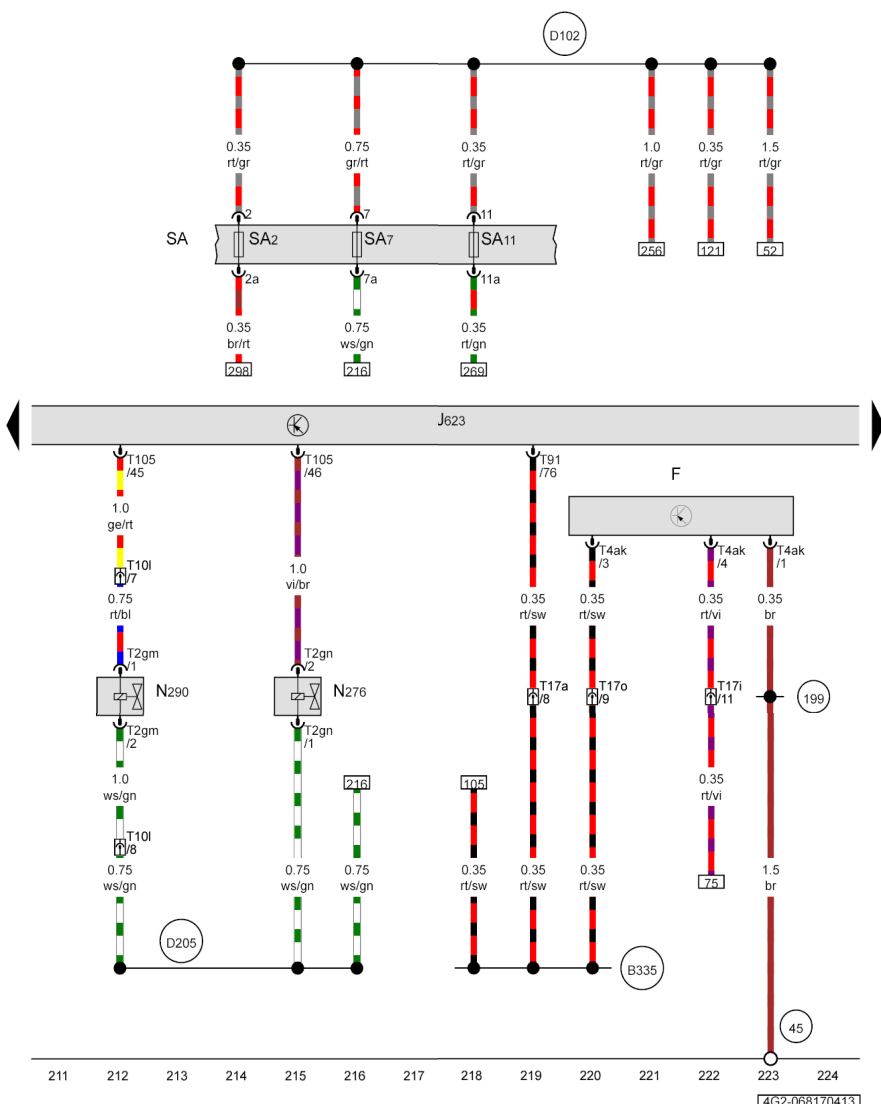 D102
0.35 0.75 0.35 1.0 0.35 1.5
rt/gr gr/rt rt/gr rt/gr rt/gr rt/gr
2 7 11
SA SA2 SA7 SA11 256 121 52
2a 7a 11a
0.35 0.75 0.35
br/rt ws/gn rt/gn
298 216 269
J623
T105 T105 T91
/45 /46 /76
F
1.0
ge/rt
T4ak T4ak T4ak
/3 /4 /1
T10l
/7
1.0
vi/br
0.75 0.35 0.35 0.35 0.35
rt/bl rt/sw rt/sw rt/vi br
T2gm T2gn
/1 /2
N290 N276
T17a T17o T17i
/8 /9 /11
199
T2gm T2gn
/2 /1
1.0 216 105 0.35
ws/gn rt/vi
T10l
/8
0.75 0.75 0.75 0.35 0.35 0.35 75 1.5
ws/gn ws/gn ws/gn rt/sw rt/sw rt/sw br
D205
B335
45
211 212 213 214 215 216 217 218 219 220 221 222 223 224
4G2-068170413